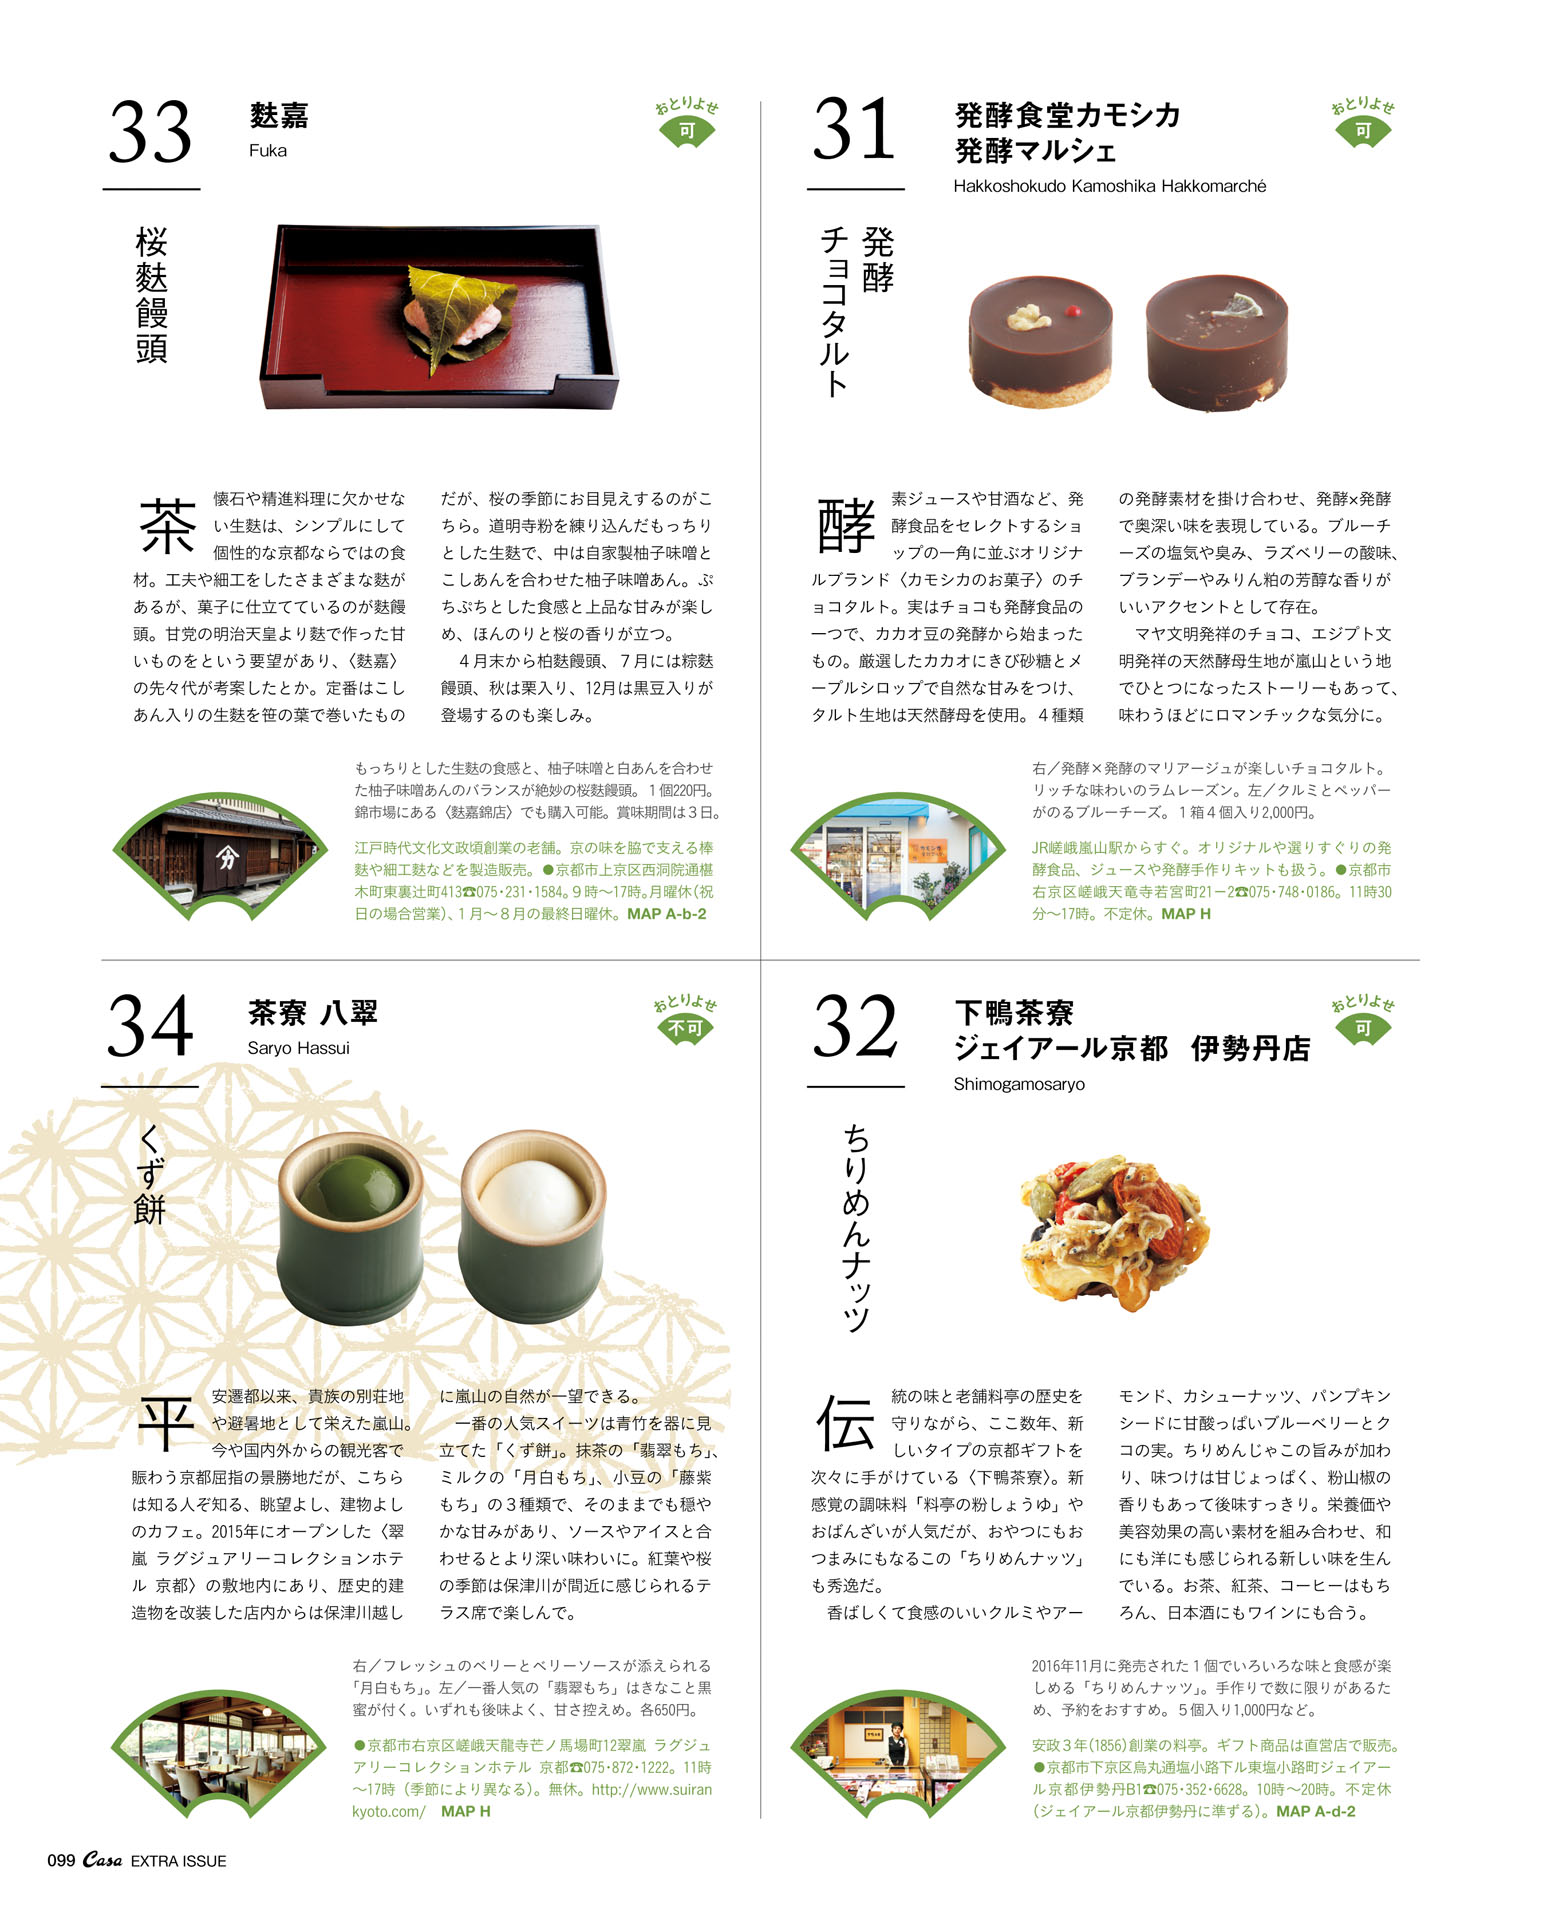 31
発酵食堂カモシカ
発酵マルシェ
Hakkoshokudo Kamoshika Hakkomarché
おとりよせ
可
発酵
チョコタルト
酵素ジュースや甘酒など、発
酵食品をセレクトするショ
ップの一角に並ぶオリジナ
ルブランド〈カモシカのお菓子〉のチ
ョコタルト。実はチョコも発酵食品の
一つで、カカオ豆の発酵から始まった
もの。厳選したカカオにきび砂糖とメ
ープルシロップで自然な甘みをつけ、
タルト生地は天然酵母を使用。４種類
の発酵素材を掛け合わせ、発酵×発酵
で奥深い味を表現している。ブルーチ
ーズの塩気や臭み、ラズベリーの酸味、
ブランデーやみりん粕の芳醇な香りが
いいアクセントとして存在。
　マヤ文明発祥のチョコ、エジプト文
明発祥の天然酵母生地が嵐山という地
でひとつになったストーリーもあって、
味わうほどにロマンチックな気分に。
右／発酵×発酵のマリアージュが楽しいチョコタルト。
リッチな味わいのラムレーズン。左／クルミとペッパー
がのるブルーチーズ。１箱４個入り2,000円。
JR嵯峨嵐山駅からすぐ。オリジナルや選りすぐりの発
酵食品、ジュースや発酵手作りキットも扱う。●京都市
右京区嵯峨天竜寺若宮町21−2☎075･748･0186。11時30
分〜17時。不定休。MAP H
32
下鴨茶寮
ジェイアール京都　伊勢丹店
Shimogamosaryo
おとりよせ
可
ちりめんナッツ
伝統の味と老舗料亭の歴史を
守りながら、ここ数年、新
しいタイプの京都ギフトを
次々に手がけている〈下鴨茶寮〉。新
感覚の調味料「料亭の粉しょうゆ」や
おばんざいが人気だが、おやつにもお
つまみにもなるこの「ちりめんナッツ」
も秀逸だ。
　香ばしくて食感のいいクルミやアー
モンド、カシューナッツ、パンプキン
シードに甘酸っぱいブルーベリーとク
コの実。ちりめんじゃこの旨みが加わ
り、味つけは甘じょっぱく、粉山椒の
香りもあって後味すっきり。栄養価や
美容効果の高い素材を組み合わせ、和
にも洋にも感じられる新しい味を生ん
でいる。お茶、紅茶、コーヒーはもち
ろん、日本酒にもワインにも合う。
2016年11月に発売された１個でいろいろな味と食感が楽
しめる「ちりめんナッツ」。手作りで数に限りがあるた
め、予約をおすすめ。５個入り1,000円など。
安政３年(1856)創業の料亭。ギフト商品は直営店で販売。
●京都市下京区烏丸通塩小路下ル東塩小路町ジェイアー
ル京都伊勢丹B1☎075･352･6628。10時〜20時。不定休
（ジェイアール京都伊勢丹に準ずる）。MAP A-d-2
33
麩嘉
Fuka
おとりよせ
可
桜麩饅頭
茶懐石や精進料理に欠かせな
い生麩は、シンプルにして
個性的な京都ならではの食
材。工夫や細工をしたさまざまな麩が
あるが、菓子に仕立てているのが麩饅
頭。甘党の明治天皇より麩で作った甘
いものをという要望があり、〈麩嘉〉
の先々代が考案したとか。定番はこし
あん入りの生麩を笹の葉で巻いたもの
だが、桜の季節にお目見えするのがこ
ちら。道明寺粉を練り込んだもっちり
とした生麩で、中は自家製柚子味噌と
こしあんを合わせた柚子味噌あん。ぷ
ちぷちとした食感と上品な甘みが楽し
め、ほんのりと桜の香りが立つ。
　４月末から柏麩饅頭、７月には粽麩
饅頭、秋は栗入り、12月は黒豆入りが
登場するのも楽しみ。
もっちりとした生麩の食感と、柚子味噌と白あんを合わせ
た柚子味噌あんのバランスが絶妙の桜麩饅頭。１個220円。
錦市場にある〈麩嘉錦店〉でも購入可能。賞味期間は３日。
江戸時代文化文政頃創業の老舗。京の味を脇で支える棒
麩や細工麩などを製造販売。●京都市上京区西洞院通椹
木町東裏辻町413☎075･231･1584。９時〜17時。月曜休（祝
日の場合営業）、１月〜８月の最終日曜休。MAP A-b-2
34
茶寮 八翠
Saryo Hassui
おとりよせ
不可
くず餅
平安遷都以来、貴族の別荘地
や避暑地として栄えた嵐山。
今や国内外からの観光客で
賑わう京都屈指の景勝地だが、こちら
は知る人ぞ知る、眺望よし、建物よし
のカフェ。2015年にオープンした〈翠
嵐 ラグジュアリーコレクションホテ
ル 京都〉の敷地内にあり、歴史的建
造物を改装した店内からは保津川越し
に嵐山の自然が一望できる。
　一番の人気スイーツは青竹を器に見
立てた「くず餅」。抹茶の「翡翠もち」、
ミルクの「月白もち」、小豆の「藤紫
もち」の３種類で、そのままでも穏や
かな甘みがあり、ソースやアイスと合
わせるとより深い味わいに。紅葉や桜
の季節は保津川が間近に感じられるテ
ラス席で楽しんで。
右／フレッシュのベリーとベリーソースが添えられる
「月白もち」。左／一番人気の「翡翠もち」はきなこと黒
蜜が付く。いずれも後味よく、甘さ控えめ。各650円。
●京都市右京区嵯峨天龍寺芒ノ馬場町12翠嵐 ラグジュ
アリーコレクションホテル 京都☎075･872･1222。11時
〜17時（季節により異なる）。無休。http://www.suiran
kyoto.com/　MAP H
099 Casa EXTRA ISSUE